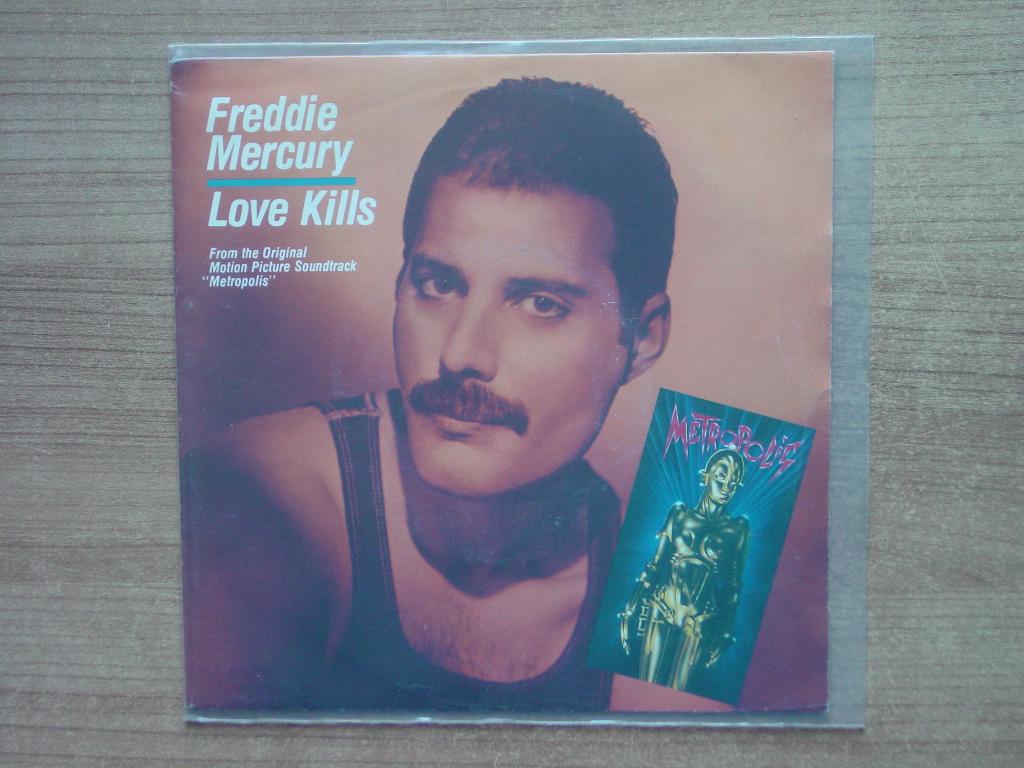 Freddie
Mercury
Love Kills
From the Original
Motion Picture Soundtrack
"Metropolis"
METROPOLIS